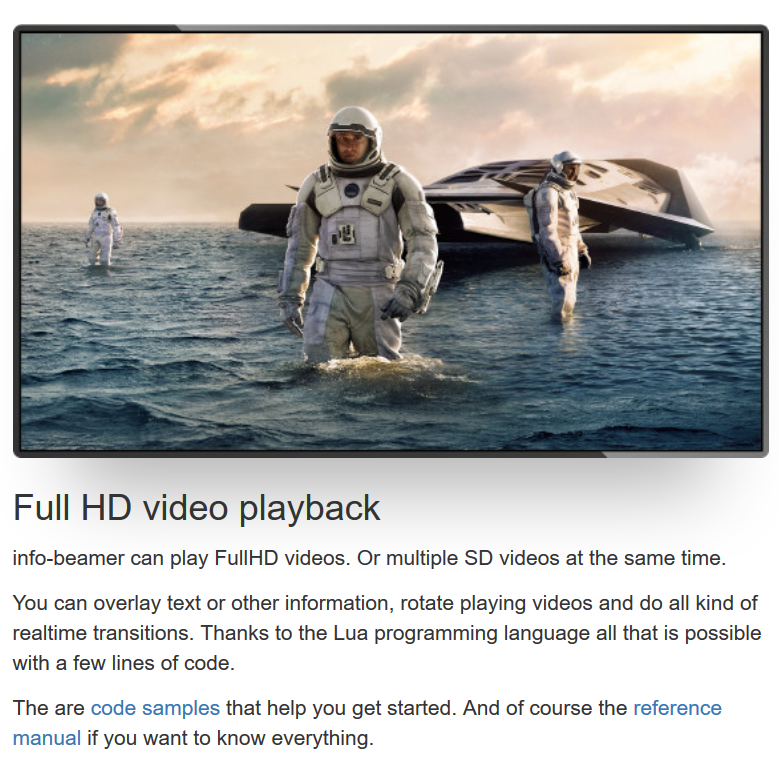 Full HD video playback
info-beamer can play FullHD videos. Or multiple SD videos at the same time.
You can overlay text or other information, rotate playing videos and do all kind of
realtime transitions. Thanks to the Lua programming language all that is possible
with a few lines of code.
The are code samples that help you get started. And of course the reference
manual if you want to know everything.